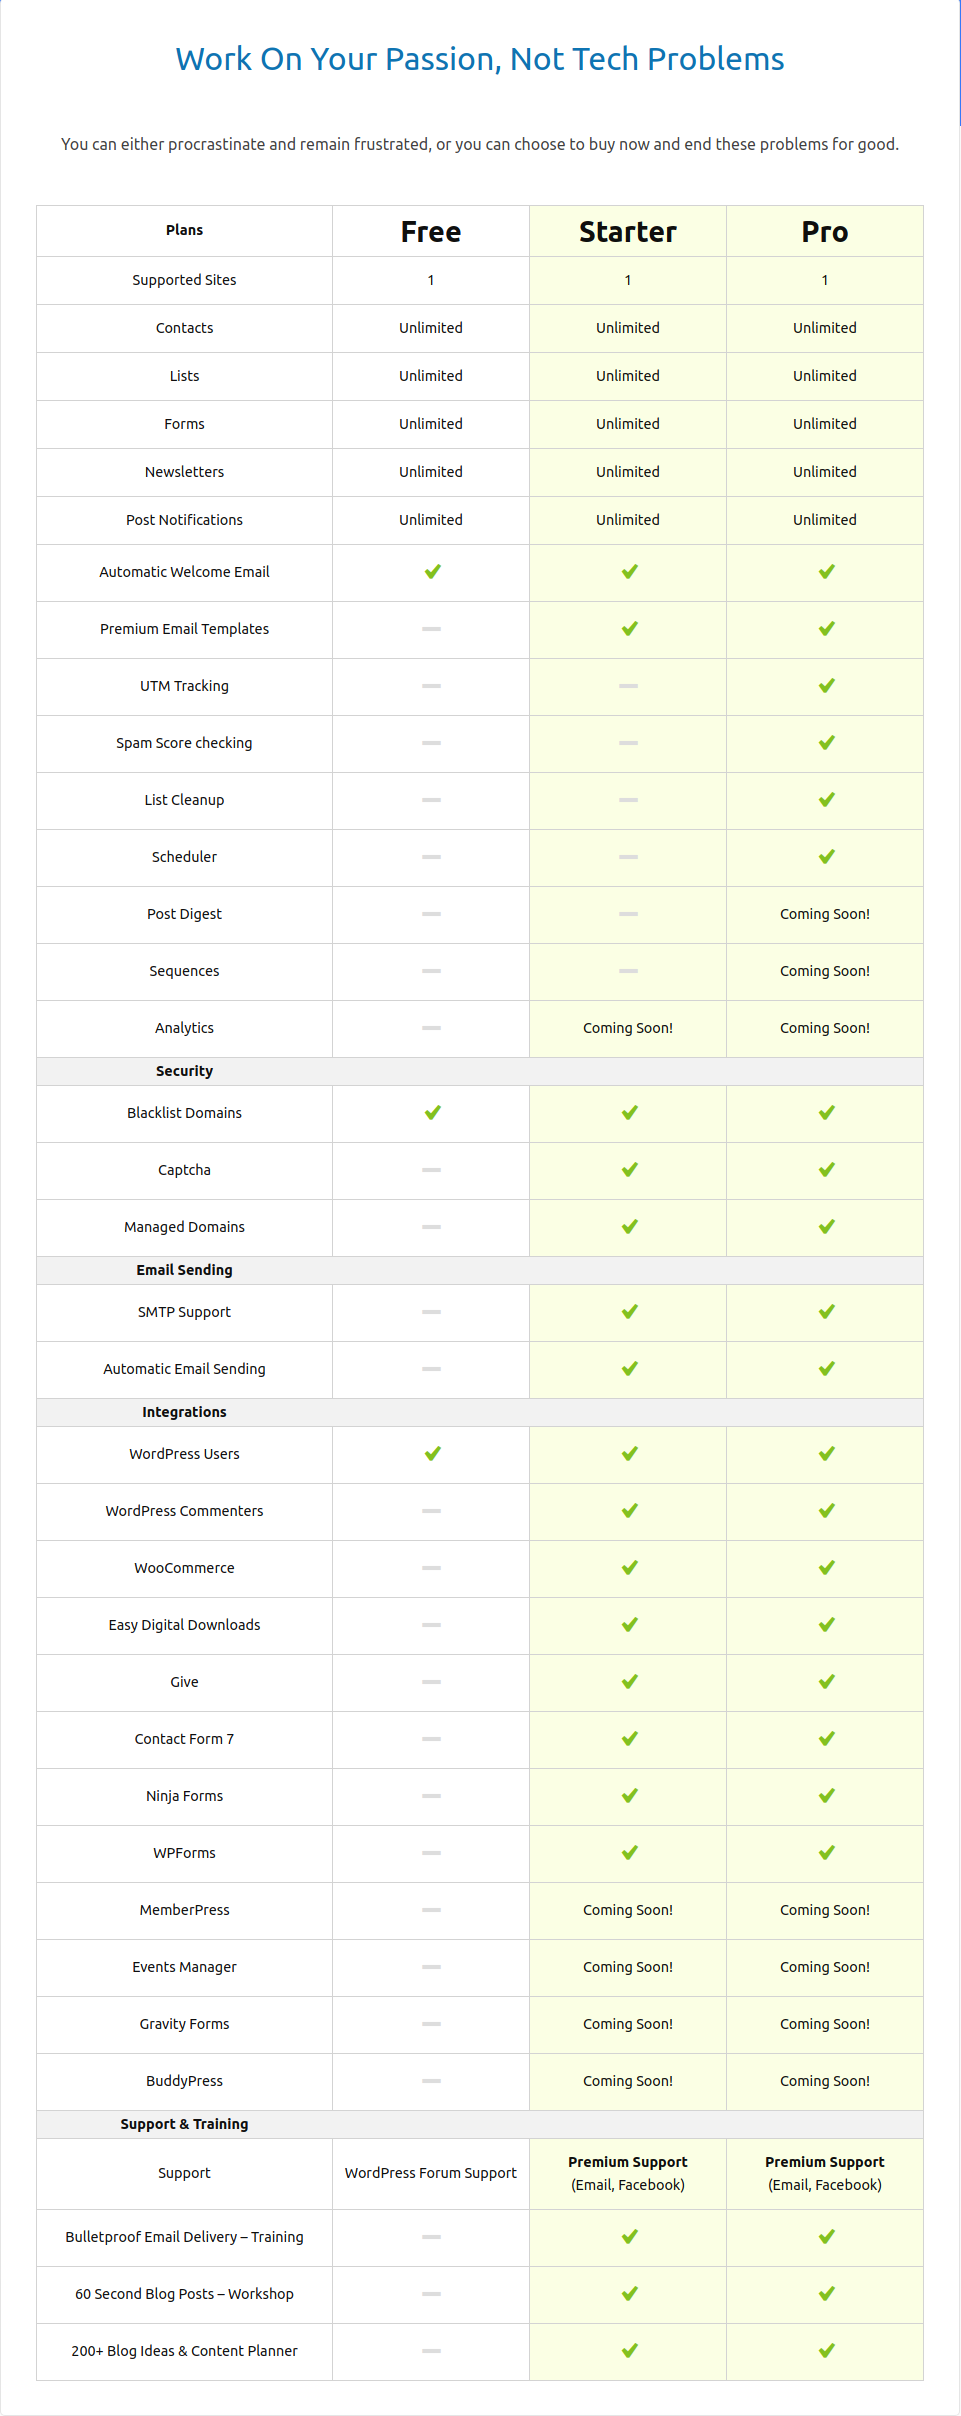 Work On Your Passion, Not Tech Problems
You can either procrastinate and remain frustrated, or you can choose to buy now and end these problems for good.
Plans Free Starter Pro
Supported Sites 1 1 1
Contacts Unlimited Unlimited Unlimited
Lists Unlimited Unlimited Unlimited
Forms Unlimited Unlimited Unlimited
Newsletters Unlimited Unlimited Unlimited
Post Notifications Unlimited Unlimited Unlimited
Automatic Welcome Email
Premium Email Templates
UTM Tracking
Spam Score checking
List Cleanup
Scheduler
Post Digest Coming Soon!
Sequences Coming Soon!
Analytics Coming Soon! Coming Soon!
Security
Blacklist Domains
Captcha
Managed Domains
Email Sending
SMTP Support
Automatic Email Sending
Integrations
WordPress Users
WordPress Commenters
WooCommerce
Easy Digital Downloads
Give
Contact Form 7
Ninja Forms
WPForms
MemberPress Coming Soon! Coming Soon!
Events Manager Coming Soon! Coming Soon!
Gravity Forms Coming Soon! Coming Soon!
BuddyPress Coming Soon! Coming Soon!
Support & Training
Support WordPress Forum Support Premium Support Premium Support
(Email, Facebook) (Email, Facebook)
Bulletproof Email Delivery – Training
60 Second Blog Posts – Workshop
200+ Blog Ideas & Content Planner